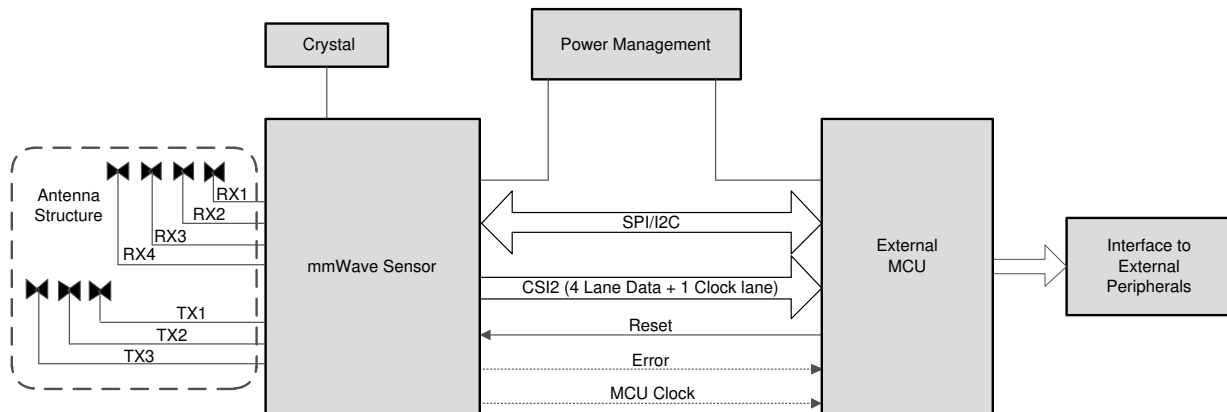 Crystal
Power Management
Antenna
Structure
RX1
RX2
RX3
RX4
TX1
TX2
TX3
mmWave Sensor
SPI/I2C
CSI2 (4 Lane Data + 1 Clock lane)
Reset
Error
MCU Clock
External
MCU
Interface to
External
Peripherals